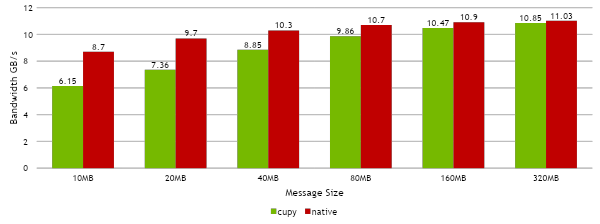 12
10
8
6
4
2
0
Bandwidth GB/s
6.15 8.7 7.36 9.7 8.85 10.3 9.86 10.7 10.47 10.9 10.85 11.03
10MB 20MB 40MB 80MB 160MB 320MB
Message Size
cupy native